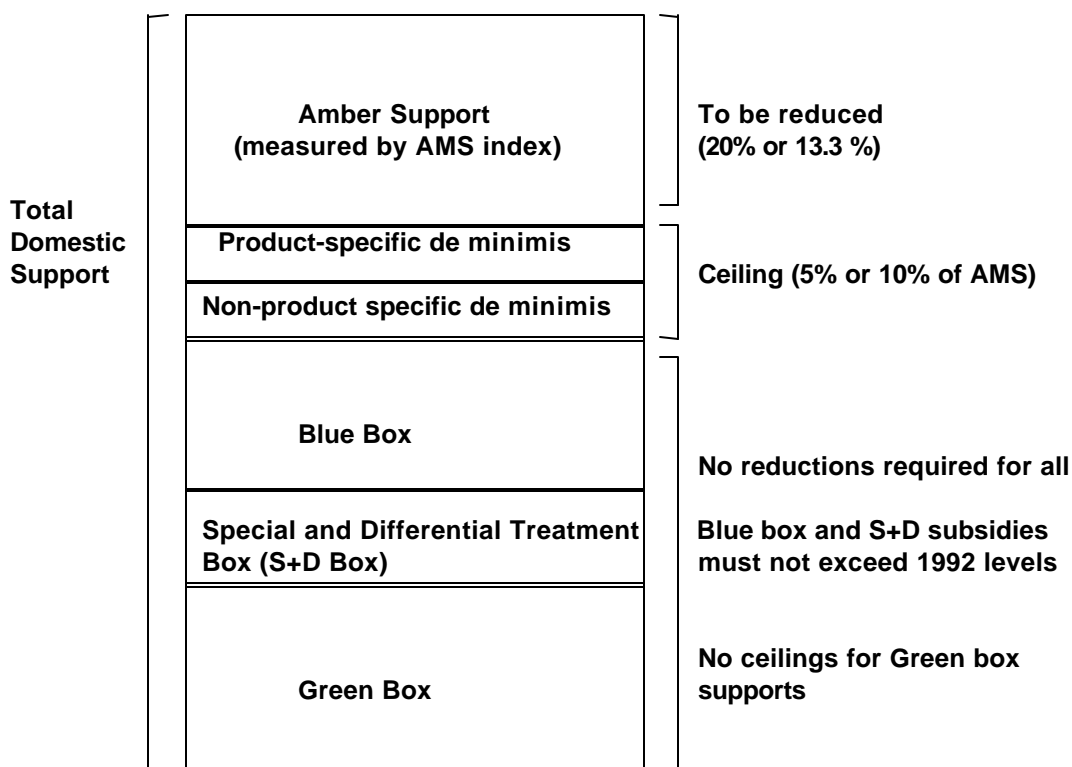 Amber Support
(measured by AMS index)
To be reduced
(20% or 13.3 %)
Total
Domestic
Support
Product-specific de minimis
Non-product specific de minimis
Ceiling (5% or 10% of AMS)
Blue Box
No reductions required for all
Special and Differential Treatment
Box (S+D Box)
Blue box and S+D subsidies
must not exceed 1992 levels
Green Box
No ceilings for Green box
supports